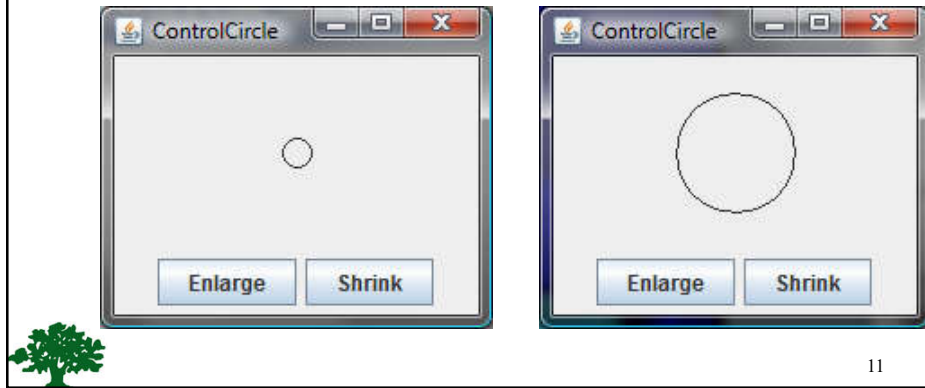 ControlCircle
Enlarge Shrink
ControlCircle
Enlarge Shrink
11